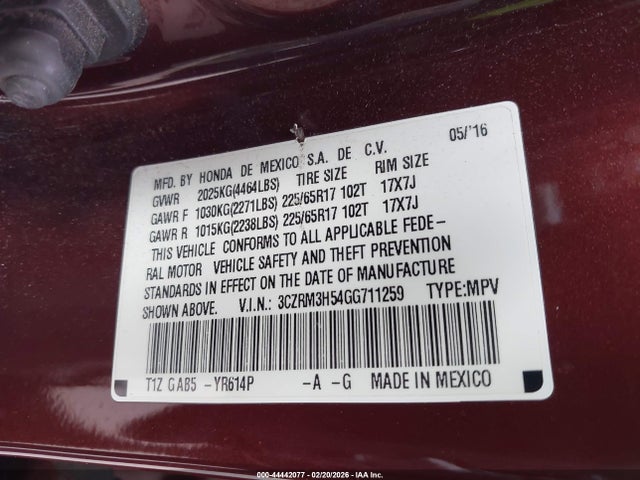 MFD. BY HONDA DE MEXICO S.A. DE C.V. 05/'16
GVWR 2025KG(4464LBS) TIRE SIZE RIM SIZE
GAWR F 1030KG(2271LBS) 225/65R17 102T 17X7J
GAWR R 1015KG(2238LBS) 225/65R17 102T 17X7J
THIS VEHICLE CONFORMS TO ALL APPLICABLE FEDE-
RAL MOTOR VEHICLE SAFETY AND THEFT PREVENTION
STANDARDS IN EFFECT ON THE DATE OF MANUFACTURE
SHOWN ABOVE. V.I.N.: 3CZRM3H54GG711259 TYPE:MPV
T1Z GAB5 -YR614P -A -G MADE IN MEXICO
000-44442077 - 02/20/2026 - IAA Inc.